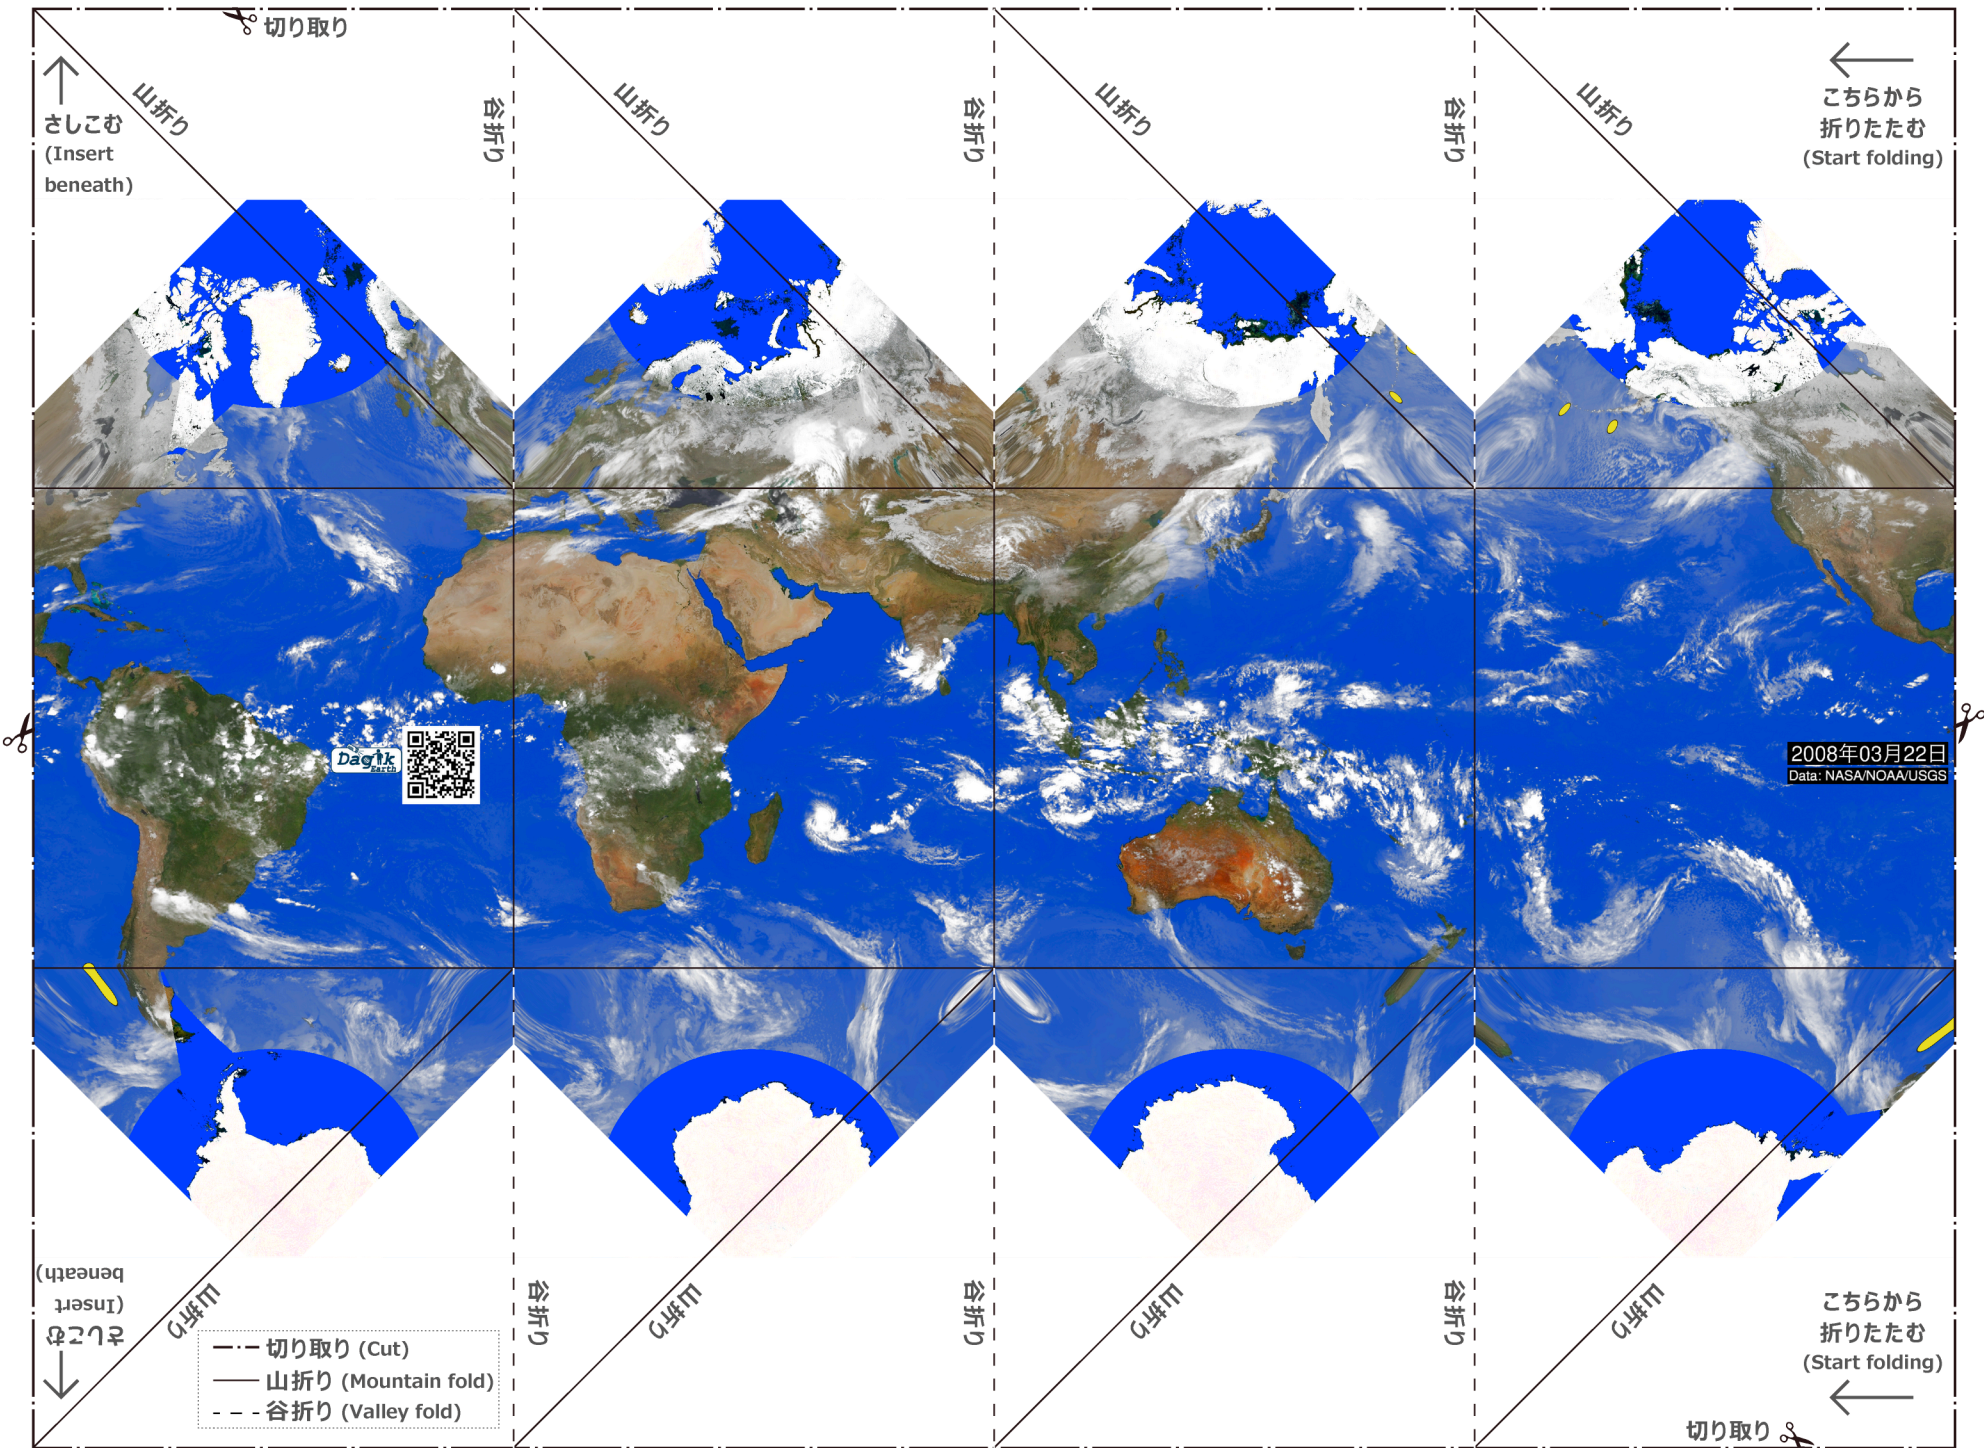 切り取り
山折り
谷折り
山折り
谷折り
山折り
谷折り
山折り
さしこむ
(Insert
beneath)
こちらから
折りたたむ
(Start folding)
Dagik
Earth
2008年03月22日
Data: NASA/NOAA/USGS
さしこむ
(Insert
beneath)
山折り
谷折り
山折り
谷折り
山折り
谷折り
山折り
こちらから
折りたたむ
(Start folding)
切り取り (Cut)
山折り (Mountain fold)
谷折り (Valley fold)
切り取り